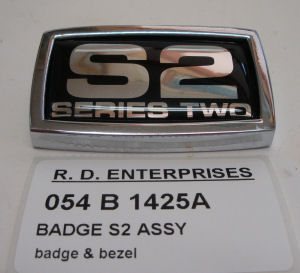 S2
SERIES TWO
R. D. ENTERPRISES
054 B 1425A
BADGE S2 ASSY
badge & bezel